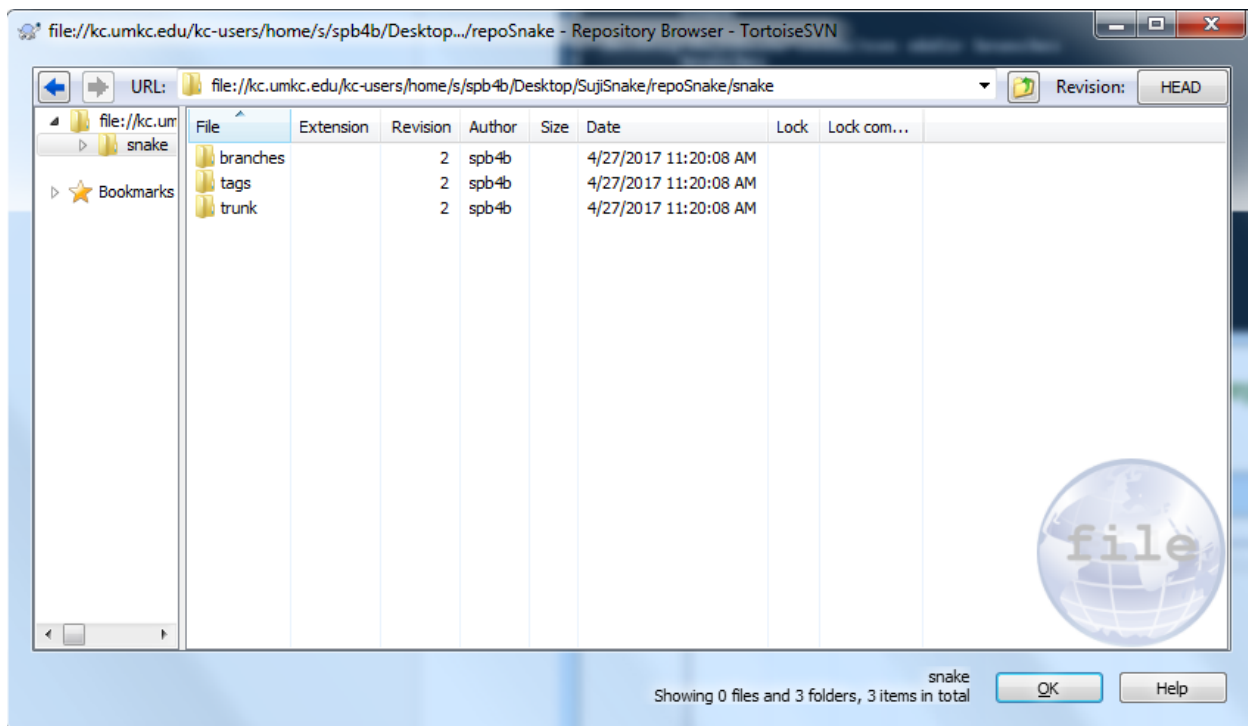 file://kc.umkc.edu/kc-users/home/s/spb4b/Desktop.../repoSnake - Repository Browser - TortoiseSVN
URL: file://kc.umkc.edu/kc-users/home/s/spb4b/Desktop/SujiSnake/repoSnake/snake Revision: HEAD
file://kc.um
snake
Bookmarks
File Extension Revision Author Size Date Lock Lock com...
branches 2 spb4b 4/27/2017 11:20:08 AM
tags 2 spb4b 4/27/2017 11:20:08 AM
trunk 2 spb4b 4/27/2017 11:20:08 AM
file
snake
Showing 0 files and 3 folders, 3 items in total
OK Help